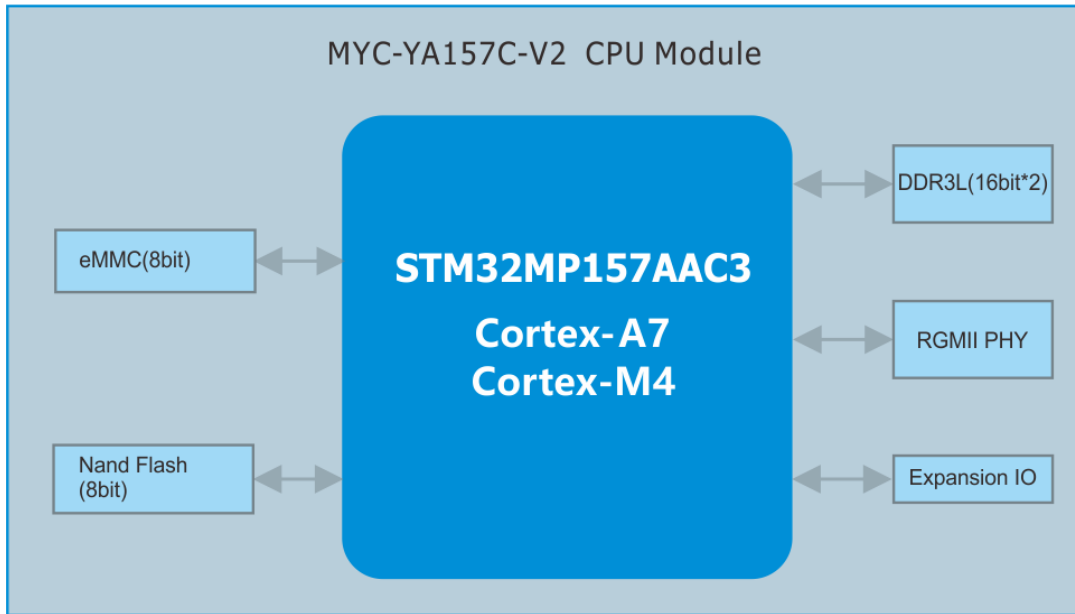 MYC-YA157C-V2 CPU Module
eMMC(8bit)
Nand Flash
(8bit)
STM32MP157AAC3
Cortex-A7
Cortex-M4
DDR3L(16bit*2)
RGMII PHY
Expansion IO